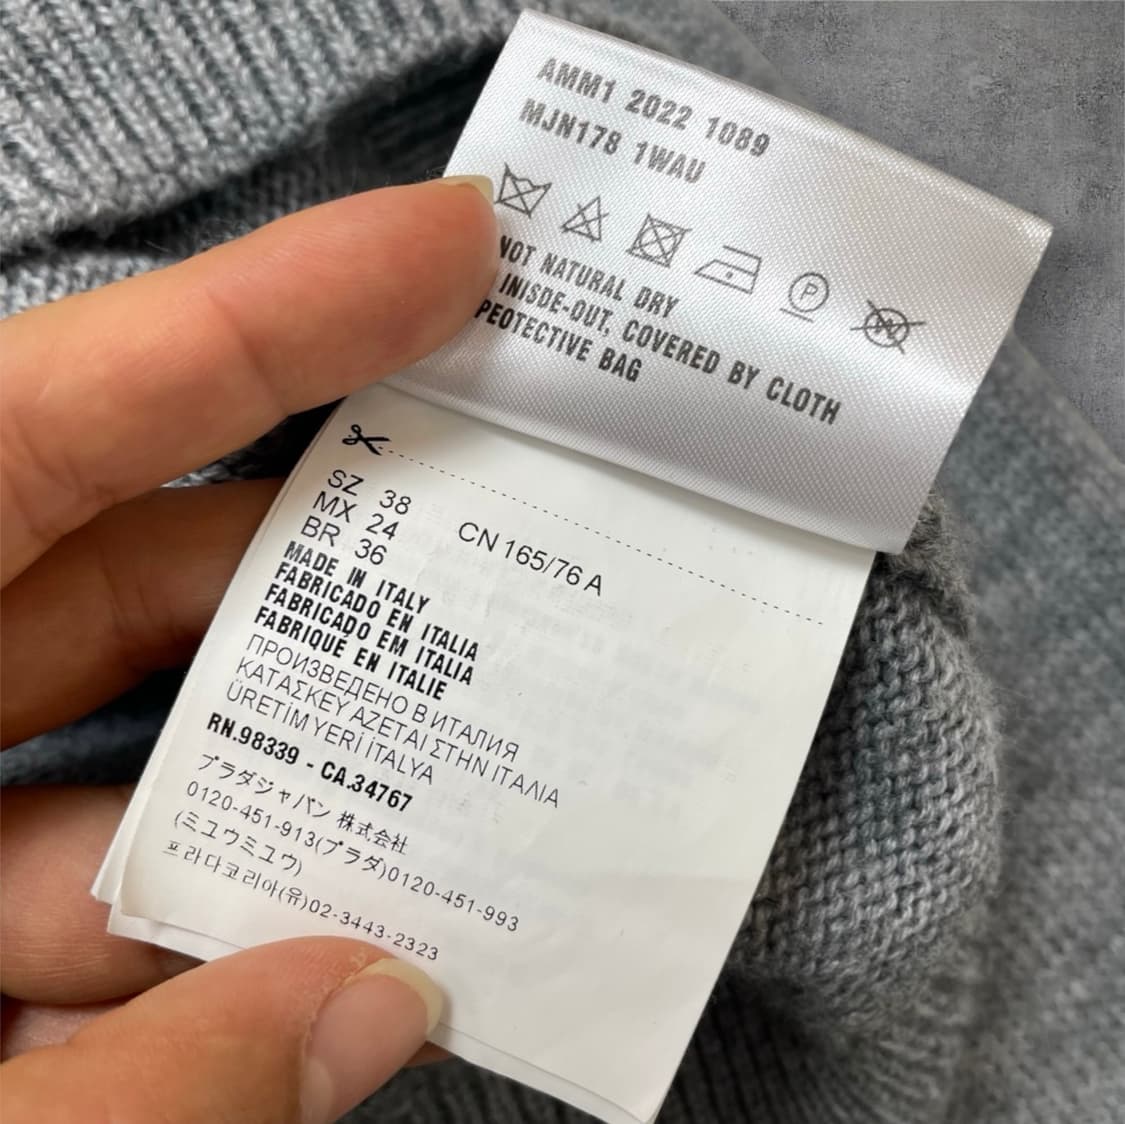 AMM1 2022 1089
MJN178 1WAU
P
W
NOT NATURAL DRY
INISDE-OUT, COVERED BY CLOTH
PEOTECTIVE BAG
SZ 38
MX 24 CN 165/76 A
BR 36
MADE IN ITALY
FABRICADO EN ITALIA
FABRICADO EM ITALIA
FABRIQUÉ EN ITALIE
ПРОИЗВЕДЕНО В ИТАЛИЯ
ΚΑΤΑΣΚΕΥ ΑΖΕΤΑΙ ΣΤΗΝ ΙΤΑΛΙΑ
ÜRETİM YERİ İTALYA
RN.98339 - CA.34767
プラダジャパン 株式会社
0120-451-913(プラダ)0120-451-993
(ミユウミユウ)
프라다코리아(유)02-3443-2323